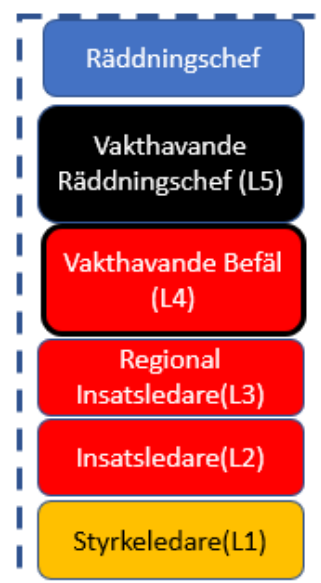 Räddningschef
Vakthavande
Räddningschef (L5)
Vakthavande Befäl
(L4)
Regional
Insatsledare(L3)
Insatsledare(L2)
Styrkeledare(L1)